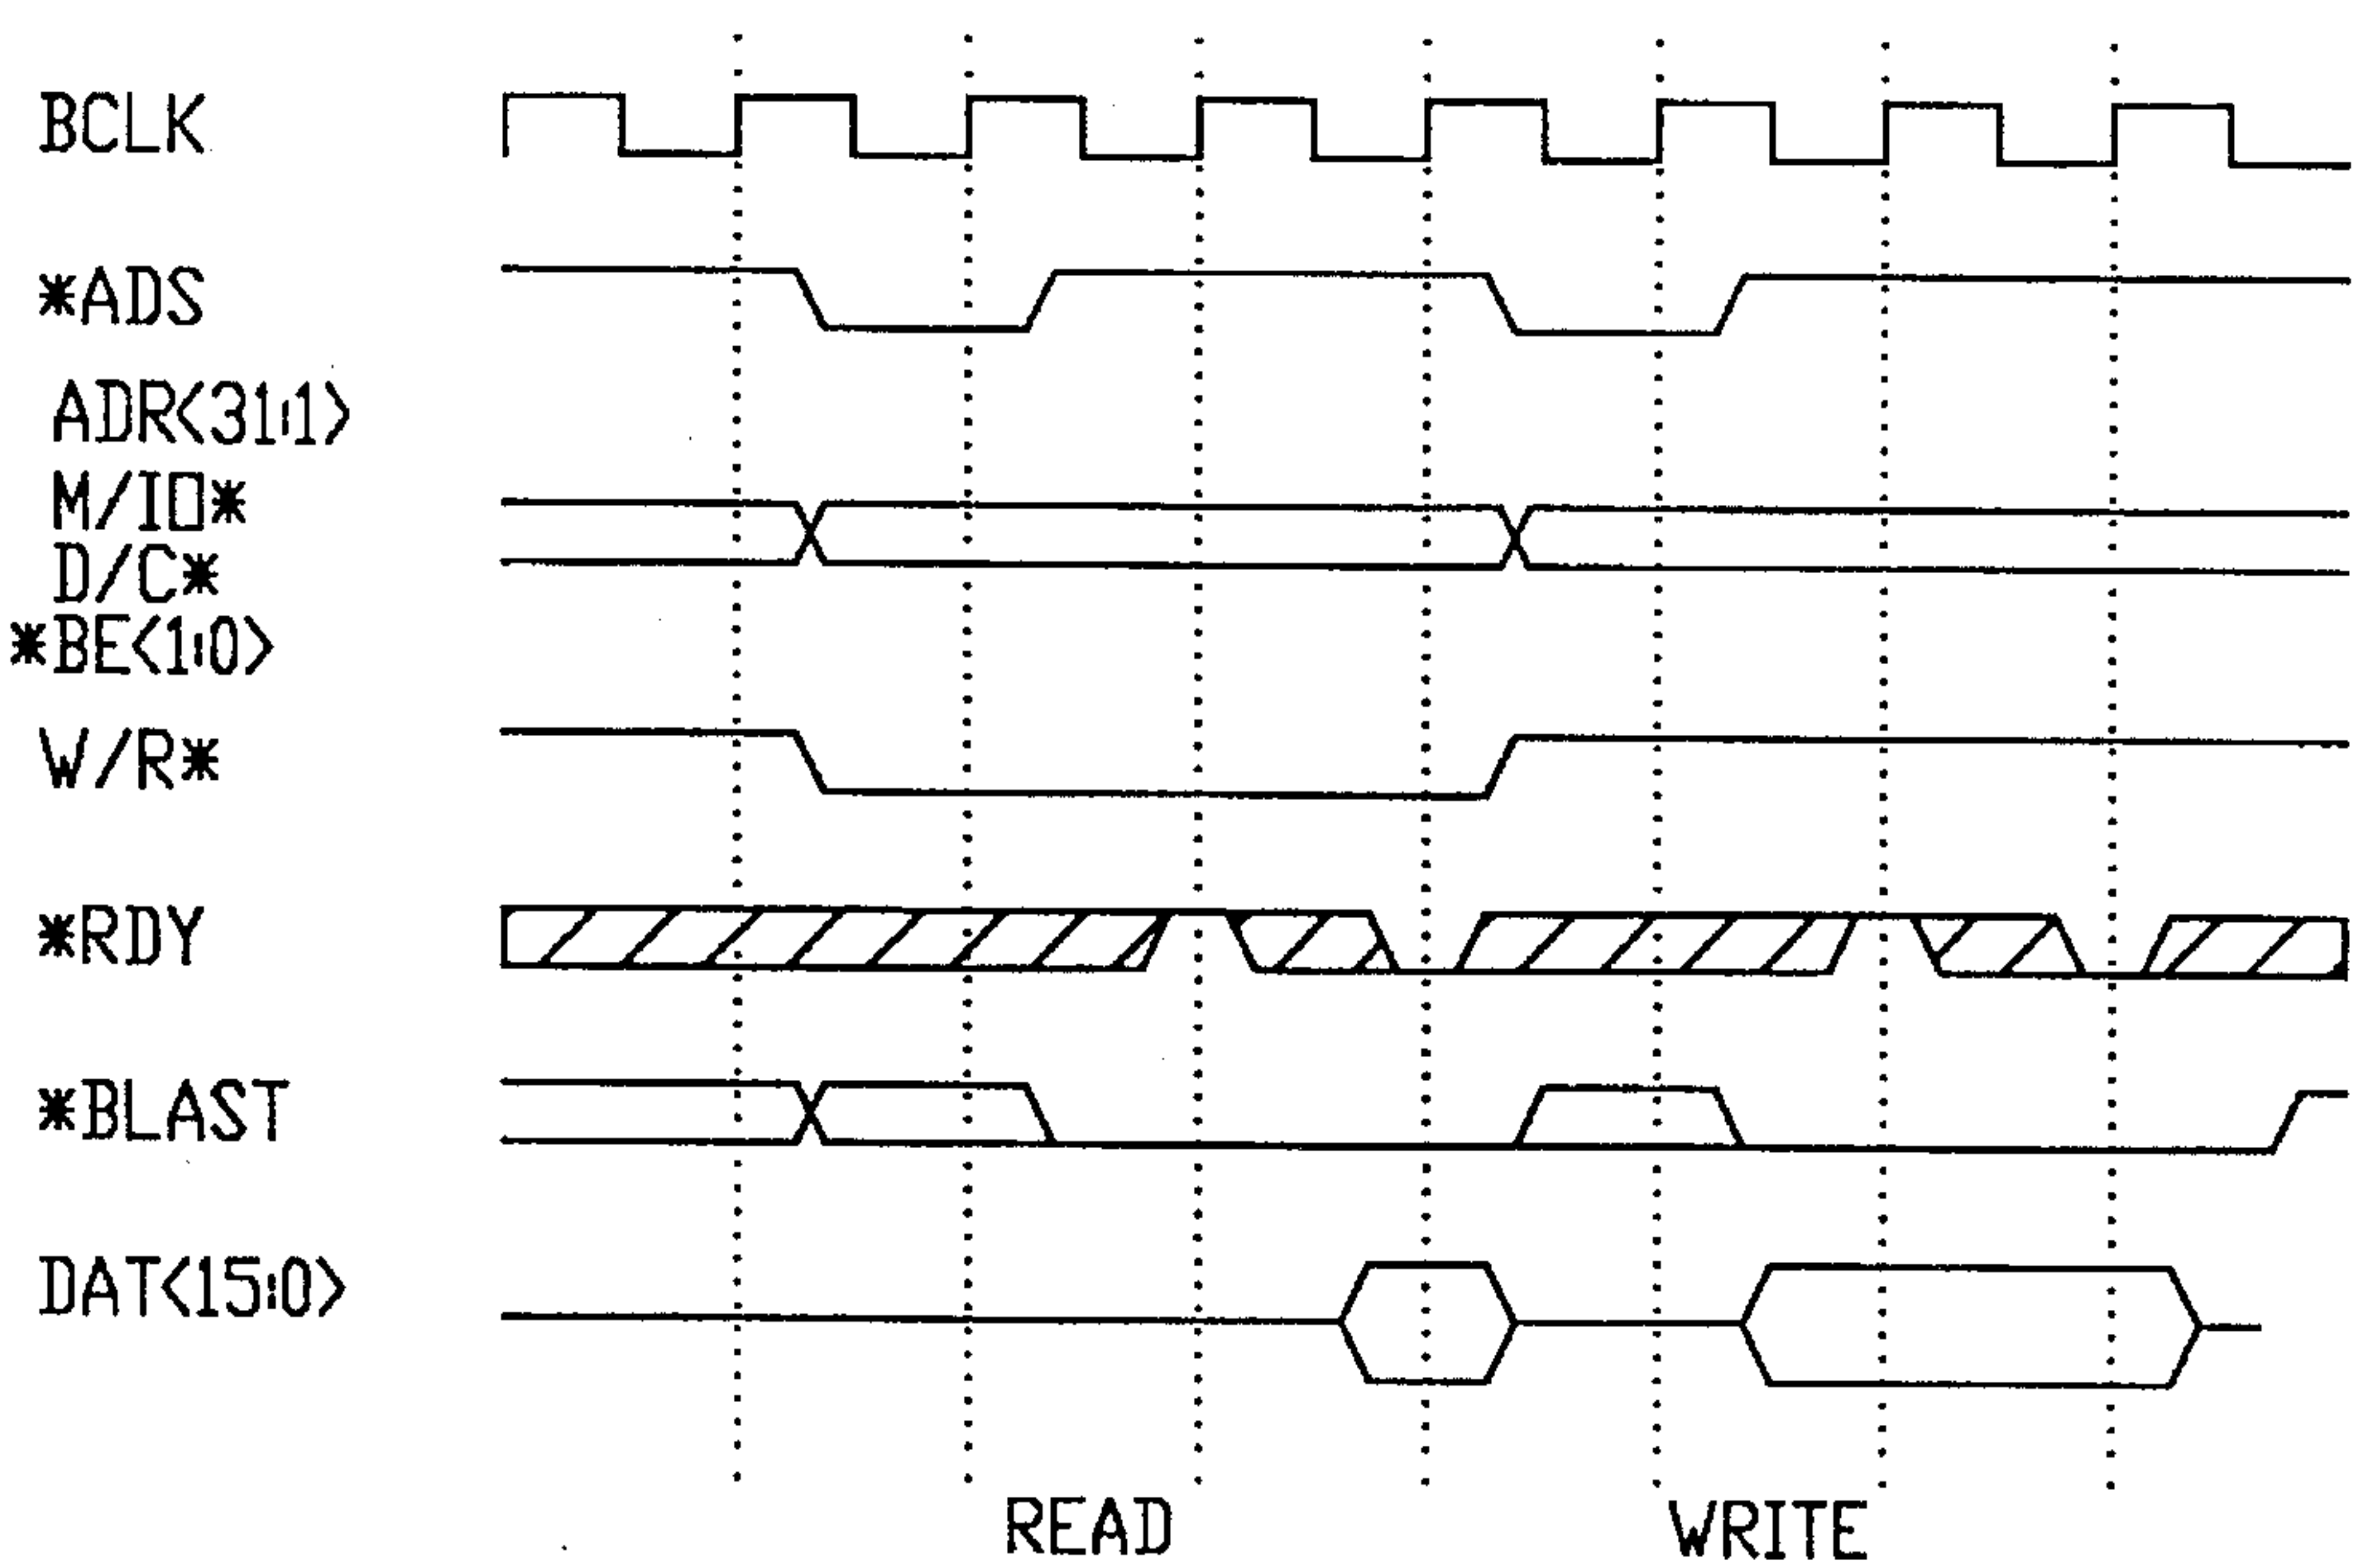 BCLK
*ADS
ADR<31:1>
M/IO*
D/C*
*BE<1:0>
W/R*
*RDY
*BLAST
DAT<15:0>
READ WRITE